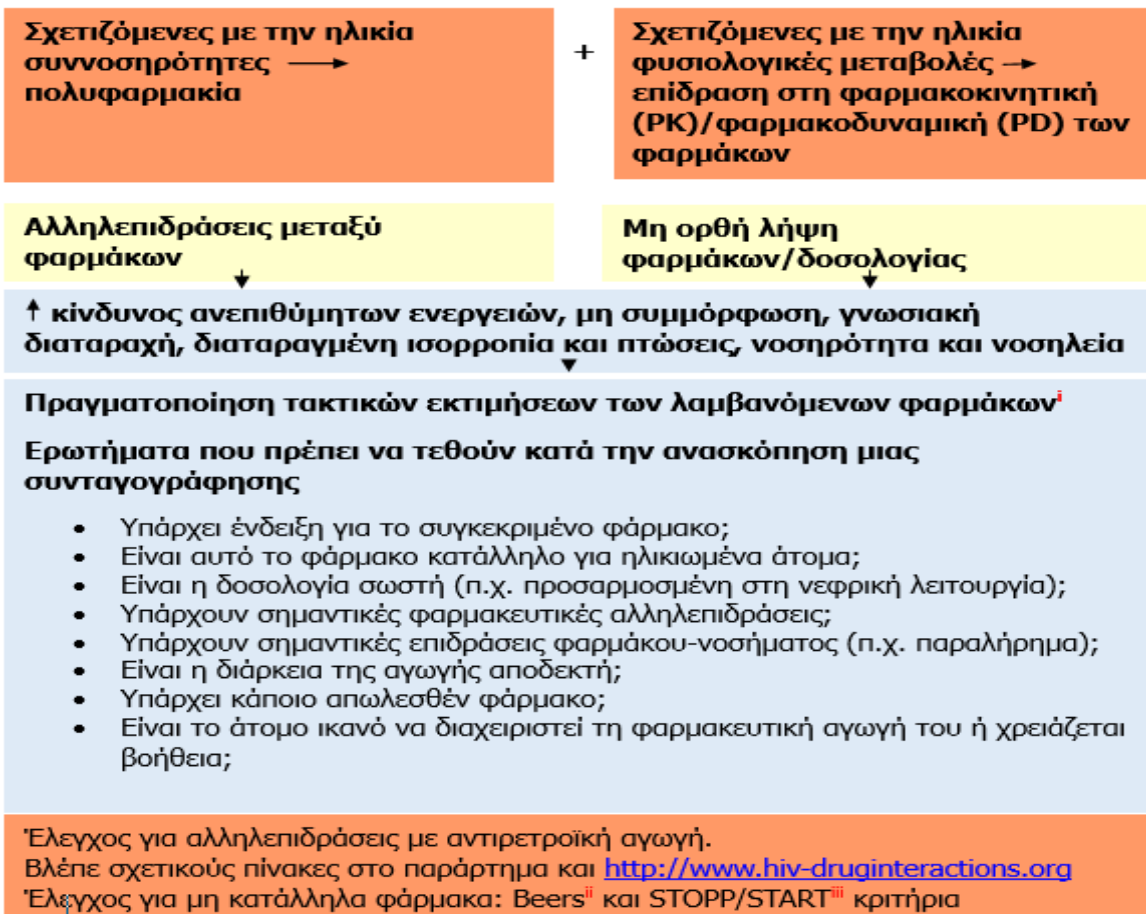 Σχετιζόμενες με την ηλικία
συννοσηρότητες →
πολυφαρμακία
+
Σχετιζόμενες με την ηλικία
φυσιολογικές μεταβολές →
επίδραση στη φαρμακοκινητική
(PK)/φαρμακοδυναμική (PD) των
φαρμάκων
Αλληλεπιδράσεις μεταξύ
φαρμάκων
Μη ορθή λήψη
φαρμάκων/δοσολογίας
↑ κίνδυνος ανεπιθύμητων ενεργειών, μη συμμόρφωση, γνωσιακή
διαταραχή, διαταραγμένη ισορροπία και πτώσεις, νοσηρότητα και νοσηλεία
Πραγματοποίηση τακτικών εκτιμήσεων των λαμβανόμενων φαρμάκωνⁱ
Ερωτήματα που πρέπει να τεθούν κατά την ανασκόπηση μιας
συνταγογράφησης
• Υπάρχει ένδειξη για το συγκεκριμένο φάρμακο;
• Είναι αυτό το φάρμακο κατάλληλο για ηλικιωμένα άτομα;
• Είναι η δοσολογία σωστή (π.χ. προσαρμοσμένη στη νεφρική λειτουργία);
• Υπάρχουν σημαντικές φαρμακευτικές αλληλεπιδράσεις;
• Υπάρχουν σημαντικές επιδράσεις φαρμάκου-νοσήματος (π.χ. παραλήρημα);
• Είναι η διάρκεια της αγωγής αποδεκτή;
• Υπάρχει κάποιο απωλεσθέν φάρμακο;
• Είναι το άτομο ικανό να διαχειριστεί τη φαρμακευτική αγωγή του ή χρειάζεται
βοήθεια;
Έλεγχος για αλληλεπιδράσεις με αντιρετροϊκή αγωγή.
Βλέπε σχετικούς πίνακες στο παράρτημα και http://www.hiv-druginteractions.org
Έλεγχος για μη κατάλληλα φάρμακα: Beersⁱⁱ και STOPP/STARTⁱⁱⁱ κριτήρια